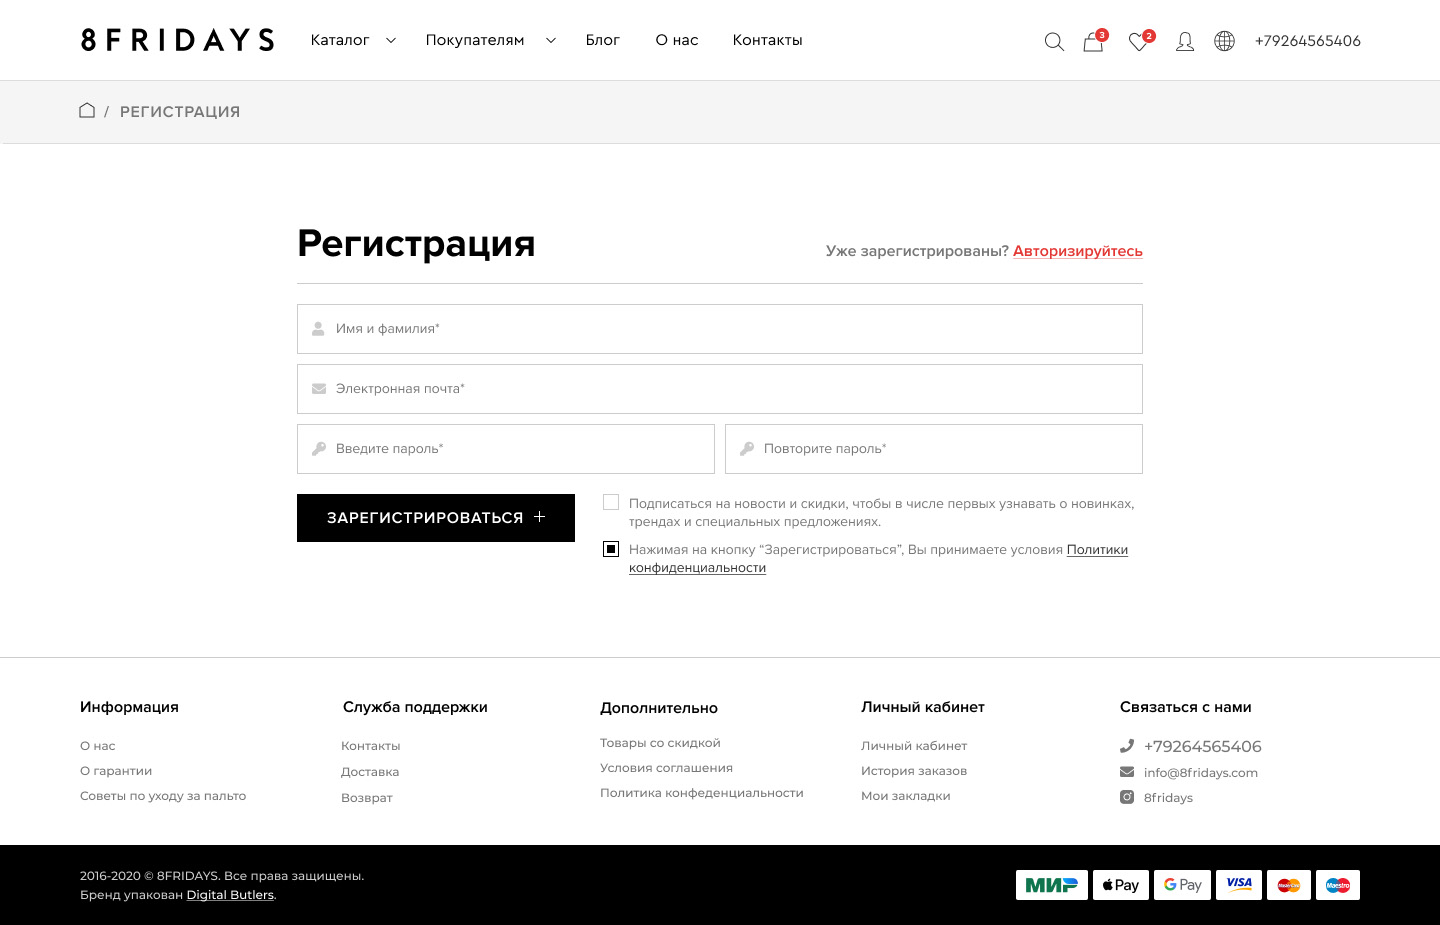 8FRIDAYS Каталог Покупателям Блог О нас Контакты 3 2 +79264565406
/ РЕГИСТРАЦИЯ
Регистрация
Уже зарегистрированы? Авторизируйтесь
Имя и фамилия*
Электронная почта*
Введите пароль* Повторите пароль*
ЗАРЕГИСТРИРОВАТЬСЯ +
Подписаться на новости и скидки, чтобы в числе первых узнавать о новинках,
трендах и специальных предложениях.
Нажимая на кнопку “Зарегистрироваться”, Вы принимаете условия Политики
конфиденциальности
Информация
О нас
О гарантии
Советы по уходу за пальто
Служба поддержки
Контакты
Доставка
Возврат
Дополнительно
Товары со скидкой
Условия соглашения
Политика конфеденциальности
Личный кабинет
Личный кабинет
История заказов
Мои закладки
Связаться с нами
+79264565406
info@8fridays.com
8fridays
2016-2020 © 8FRIDAYS. Все права защищены.
Бренд упакован Digital Butlers.
МИР Pay G Pay VISA MasterCard Maestro